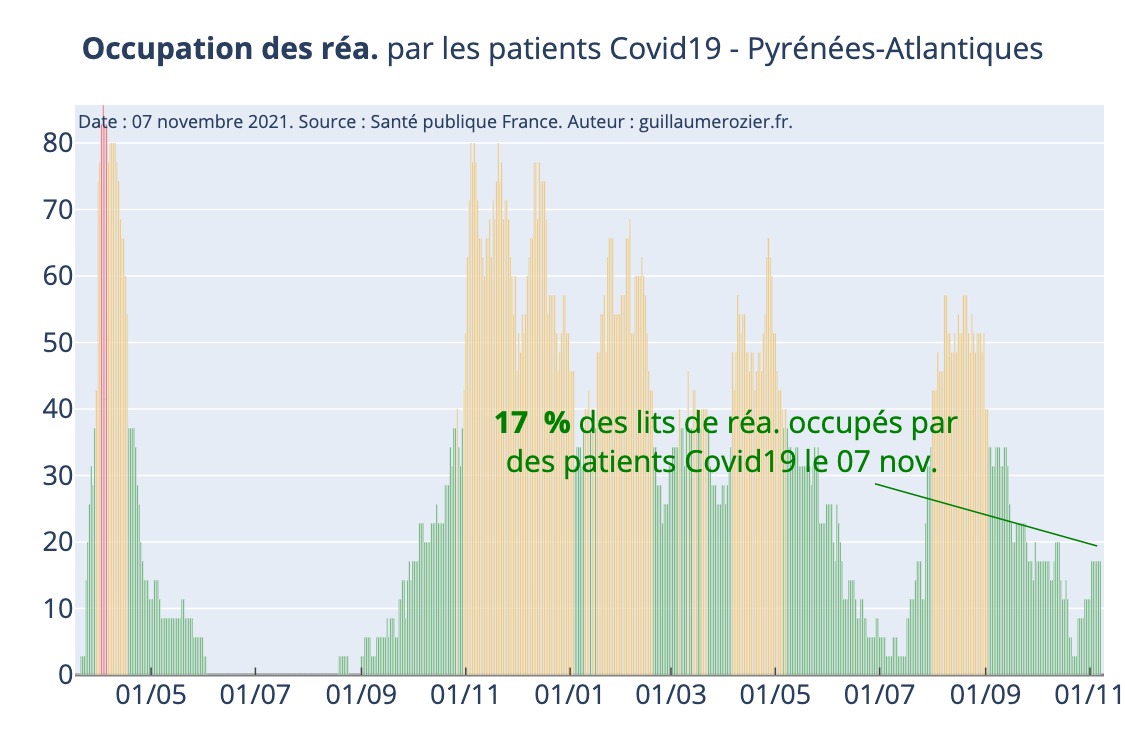 Occupation des réa. par les patients Covid19 - Pyrénées-Atlantiques
Date : 07 novembre 2021. Source : Santé publique France. Auteur : guillaumerozier.fr.
80
70
60
50
40
30
20
10
0
17 % des lits de réa. occupés par
des patients Covid19 le 07 nov.
01/05 01/07 01/09 01/11 01/01 01/03 01/05 01/07 01/09 01/11